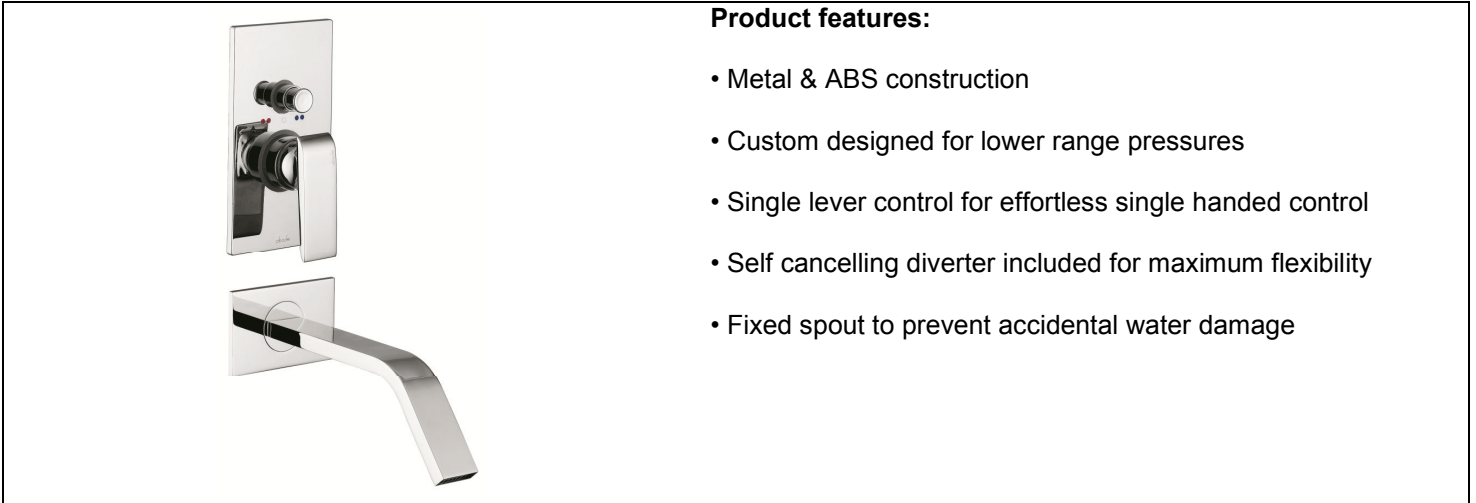 Product features:
• Metal & ABS construction
• Custom designed for lower range pressures
• Single lever control for effortless single handed control
• Self cancelling diverter included for maximum flexibility
• Fixed spout to prevent accidental water damage